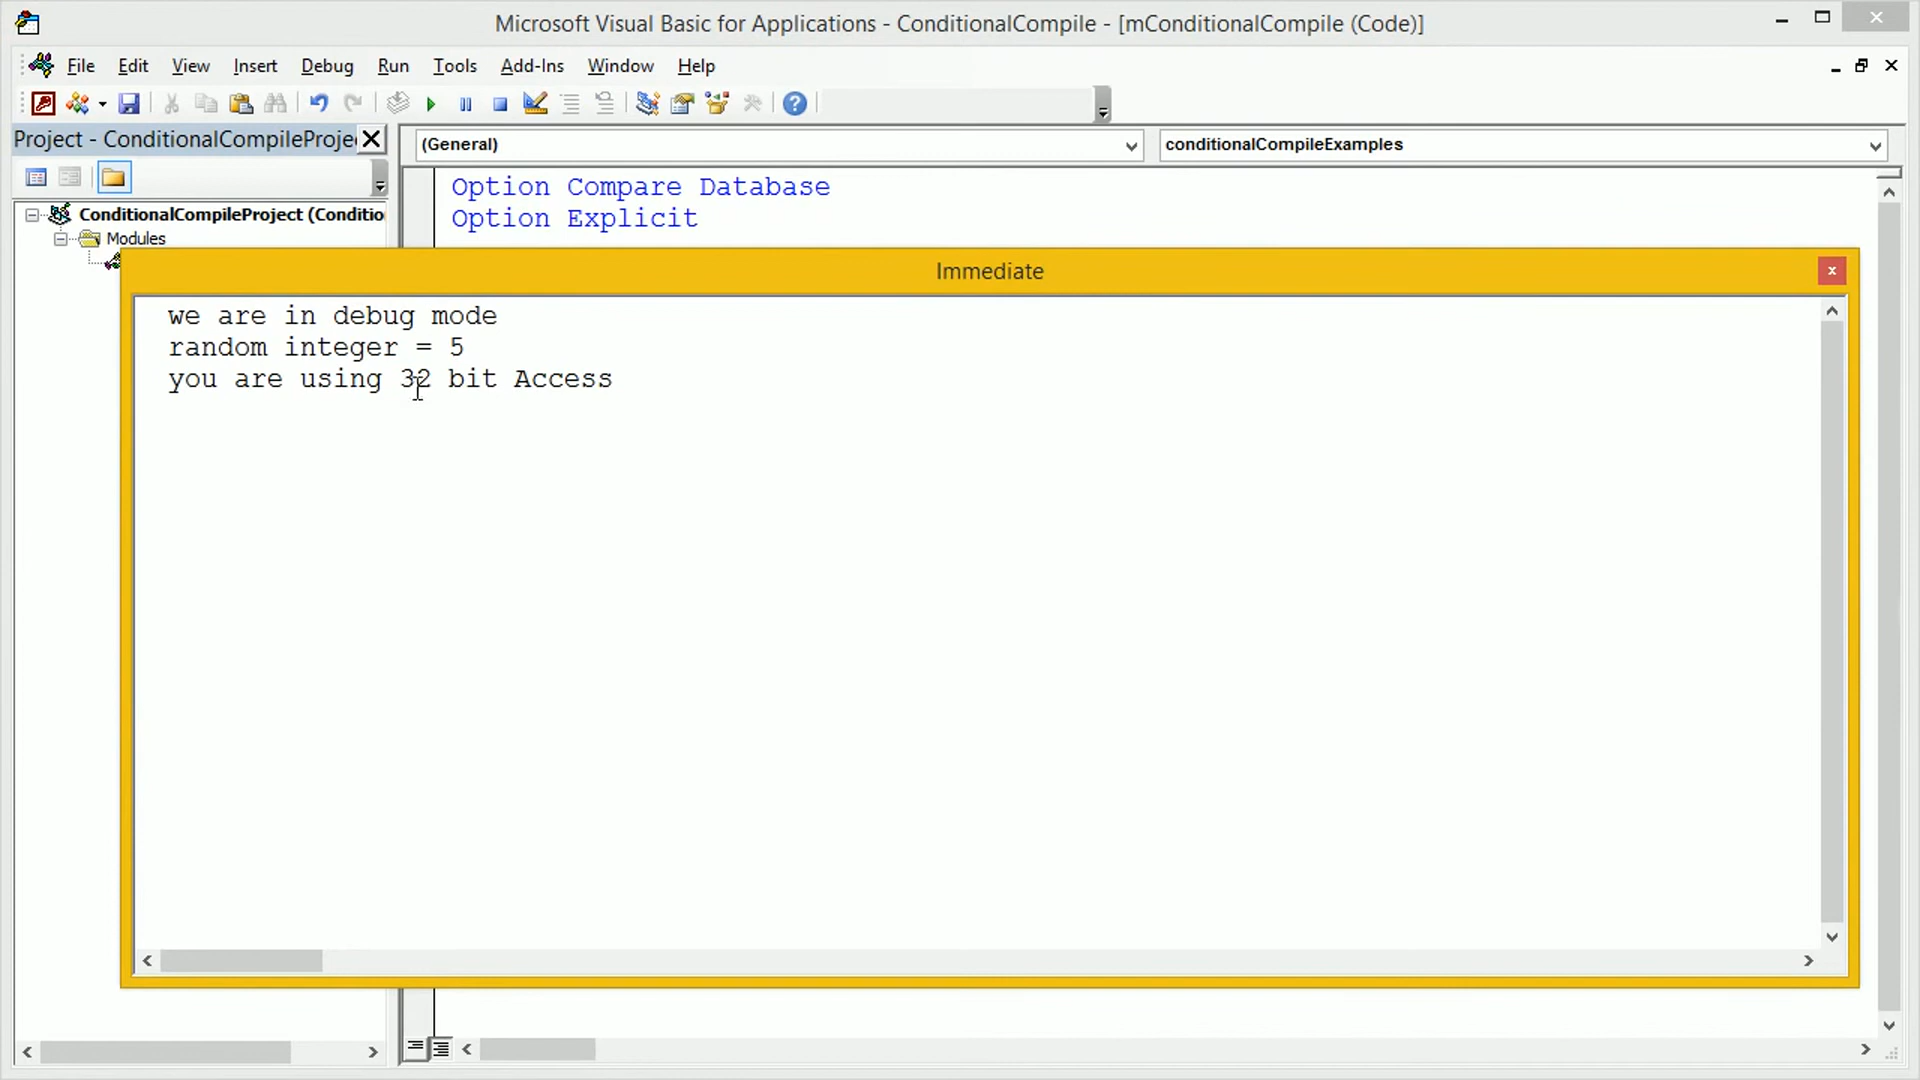 Microsoft Visual Basic for Applications - ConditionalCompile - [mConditionalCompile (Code)]
File Edit View Insert Debug Run Tools Add-Ins Window Help
Project - ConditionalCompileProje
(General)
conditionalCompileExamples
ConditionalCompileProject (Conditio
Modules
Option Compare Database
Option Explicit
Immediate
we are in debug mode
random integer = 5
you are using 32 bit Access